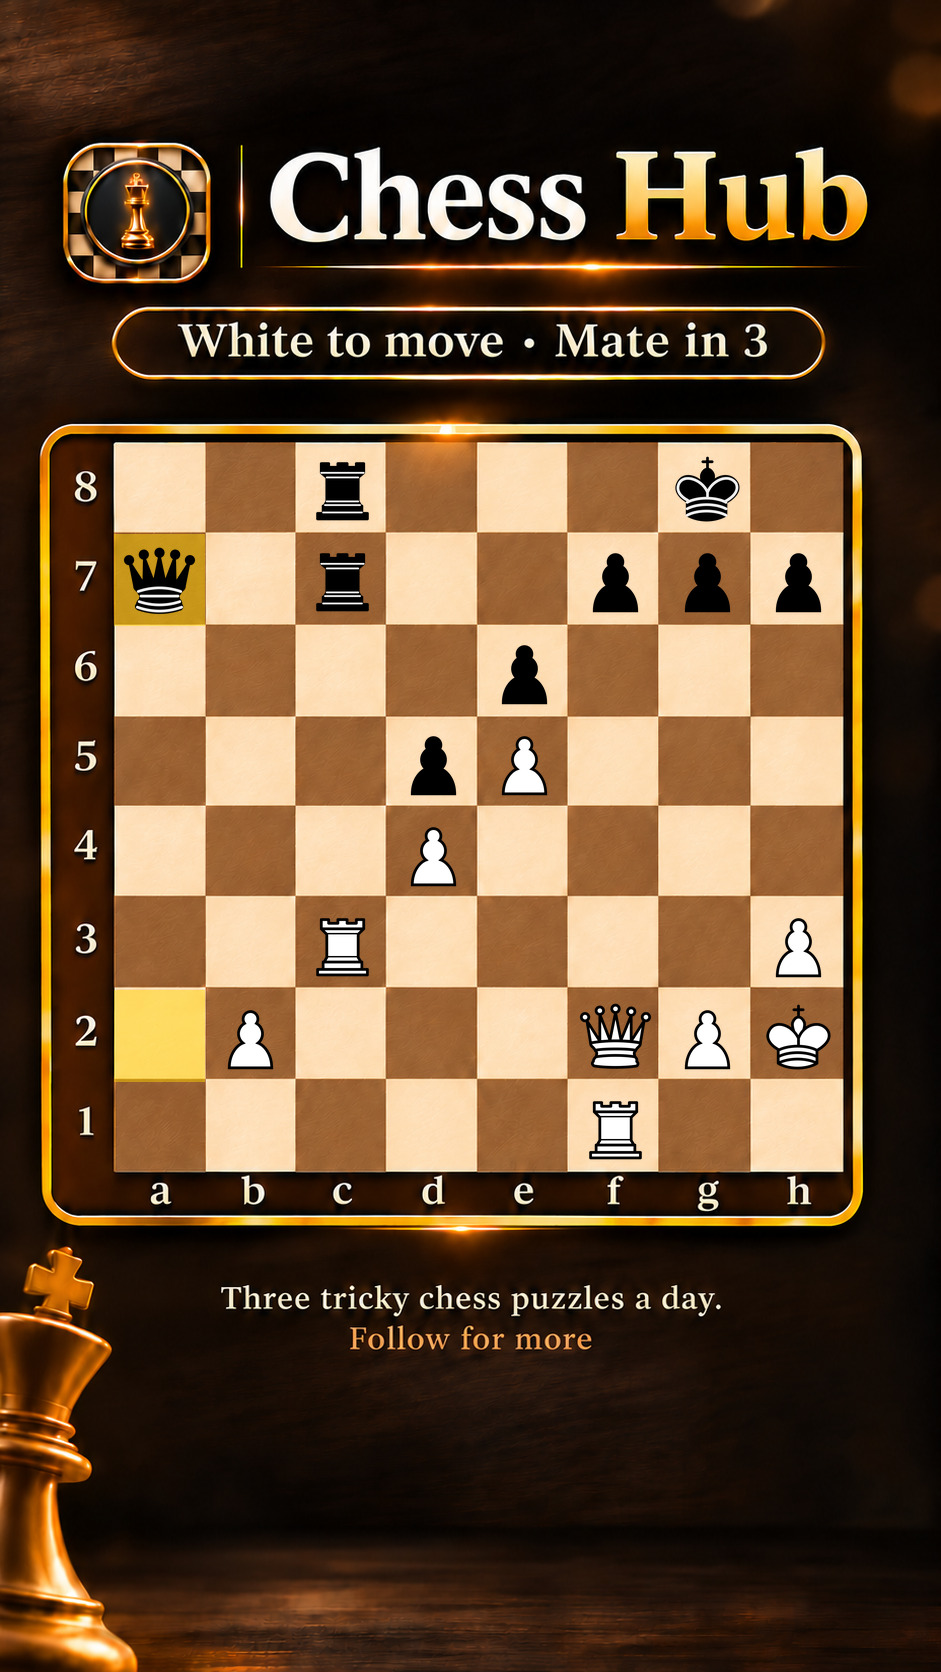 Chess Hub
White to move • Mate in 3
8
7
6
5
4
3
2
1
a b c d e f g h
Three tricky chess puzzles a day.
Follow for more